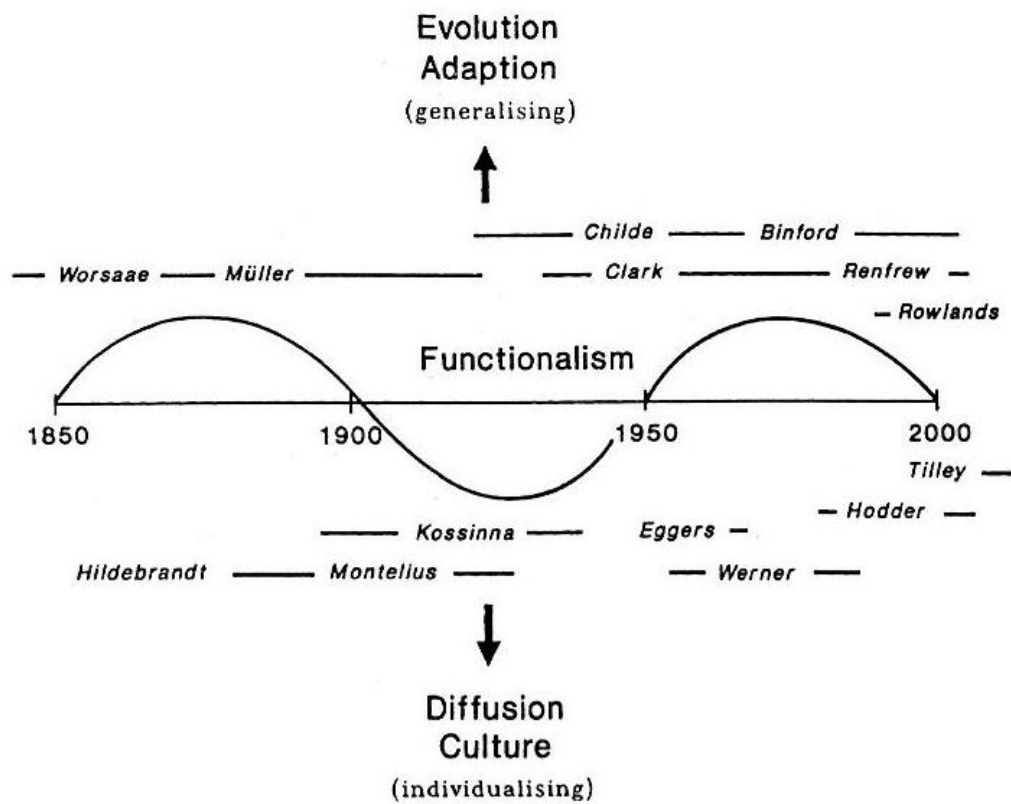 Evolution
Adaption
(generalising)
Childe Binford
Worsaae Müller Clark Renfrew
Rowlands
Functionalism
1850 1900 1950 2000
Tilley
Hodder
Kossinna Eggers
Hildebrandt Montelius Werner
Diffusion
Culture
(individualising)